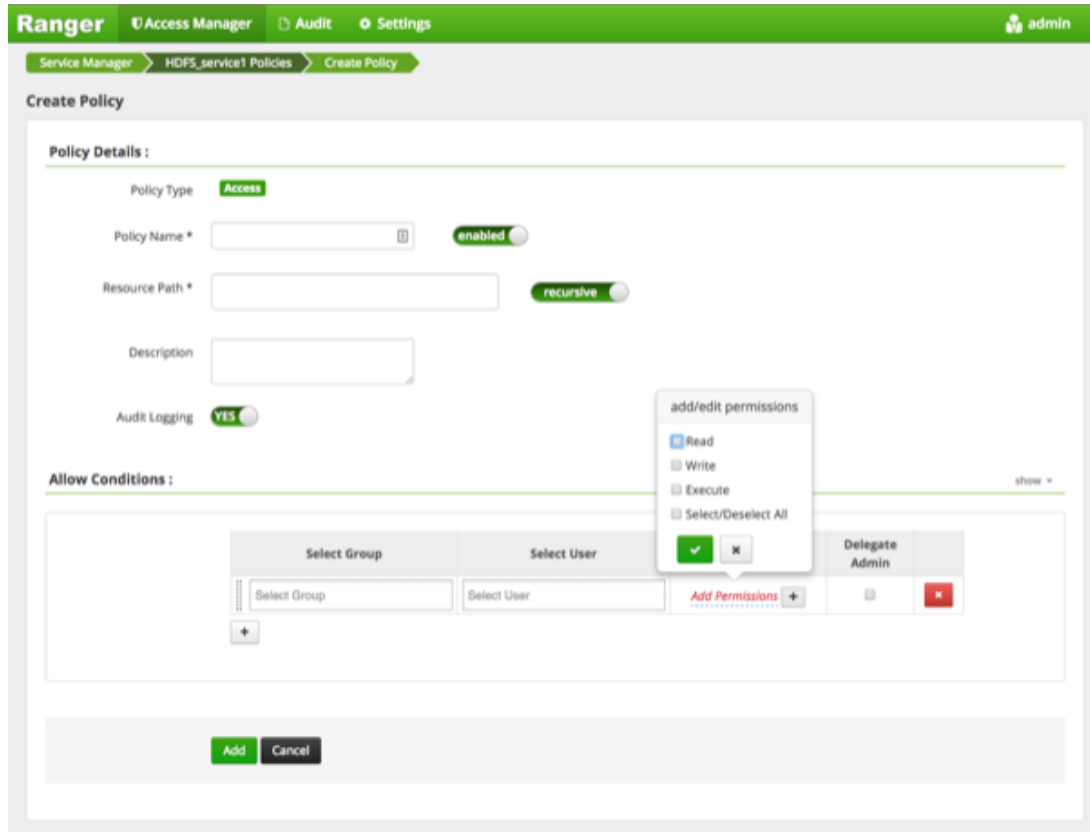 Ranger Access Manager Audit Settings admin
Service Manager HDFS_service1 Policies Create Policy
Create Policy
Policy Details :
Policy Type Access
Policy Name * enabled
Resource Path * recursive
Description
Audit Logging YES
add/edit permissions
Read
Write
Execute
Select/Deselect All
Allow Conditions : show
Select Group Select User Delegate
Admin
Select Group Select User Add Permissions +
+
Add Cancel